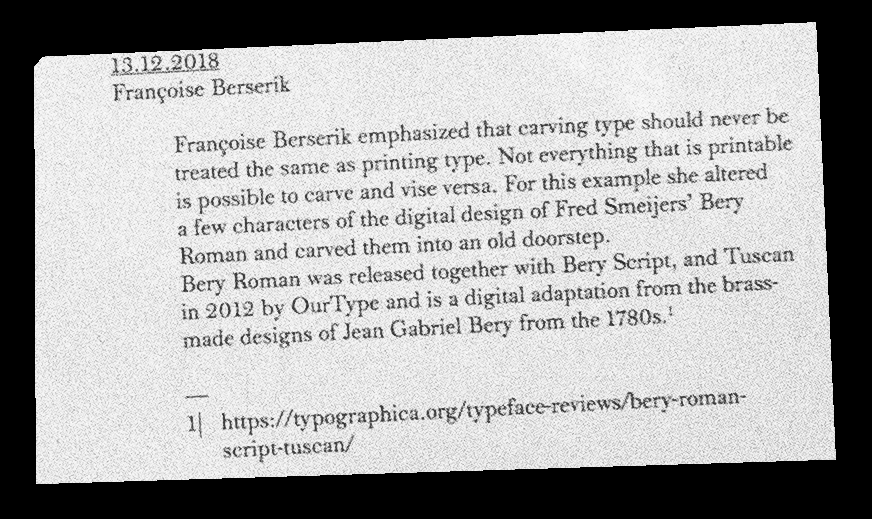 13.12.2018
Françoise Berserik
Françoise Berserik emphasized that carving type should never be
treated the same as printing type. Not everything that is printable
is possible to carve and vise versa. For this example she altered
a few characters of the digital design of Fred Smeijers’ Bery
Roman and carved them into an old doorstep.
Bery Roman was released together with Bery Script, and Tuscan
in 2012 by OurType and is a digital adaptation from the brass-
made designs of Jean Gabriel Bery from the 1780s.¹
1| https://typographica.org/typeface-reviews/bery-roman-
script-tuscan/